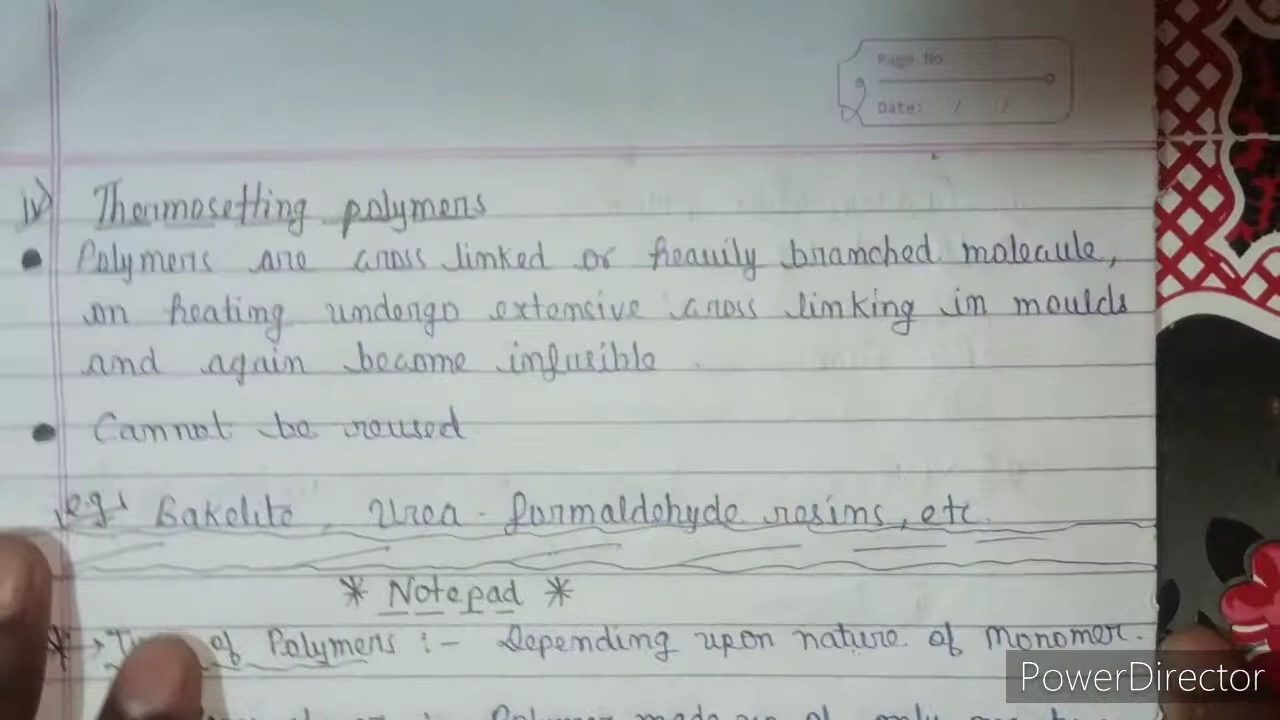 Page No
Date: / /
iv) Thermosetting polymers
• Polymers are cross linked or heavily branched molecule,
on heating undergo extensive cross linking in moulds
and again become infusible.
• Cannot be reused
e.g. Bakelite, Urea-formaldehyde resins, etc.
* Notepad *
* → of Polymers :- Depending upon nature of monomer.
PowerDirector